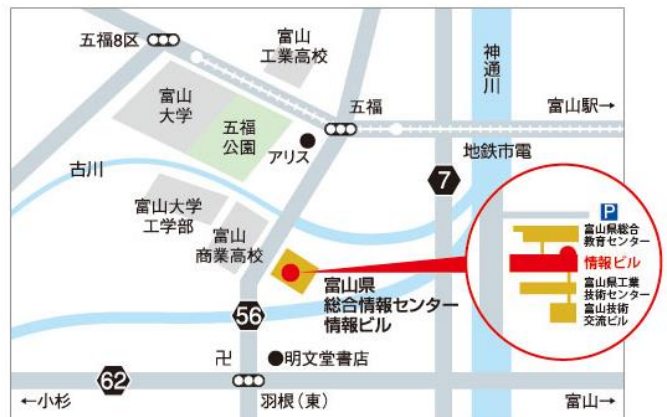 五福8区
富山
工業高校
神
通
川
富山
大学
五福
公園
五福
富山駅→
アリス
地鉄市電
古川
7
P
富山大学
工学部
富山
商業高校
富山県総合
教育センター
情報ビル
富山県工業
技術センター
富山技術
交流ビル
富山県
総合情報センター
情報ビル
56
卍
●明文堂書店
62
←小杉
羽根(東)
富山→